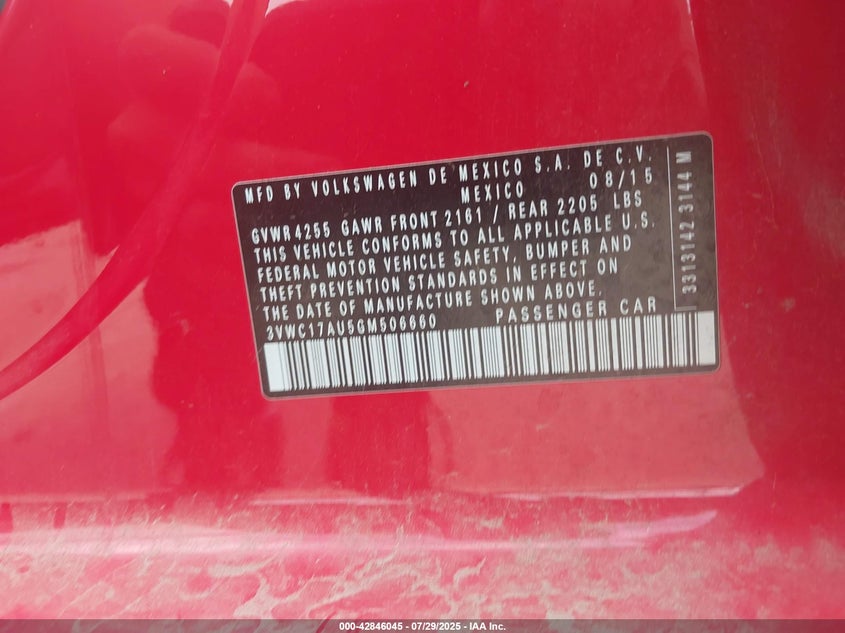 MFD BY VOLKSWAGEN DE MEXICO S.A. DE C.V.
MEXICO 08/15
GVWR 4255 GAWR FRONT 2161 / REAR 2205 LBS
THIS VEHICLE CONFORMS TO ALL APPLICABLE U.S.
FEDERAL MOTOR VEHICLE SAFETY, BUMPER AND
THEFT PREVENTION STANDARDS IN EFFECT ON
THE DATE OF MANUFACTURE SHOWN ABOVE.
3VWC17AU5GM506660 PASSENGER CAR
3313142 3144 M
000-42846045 - 07/29/2025 - IAA Inc.